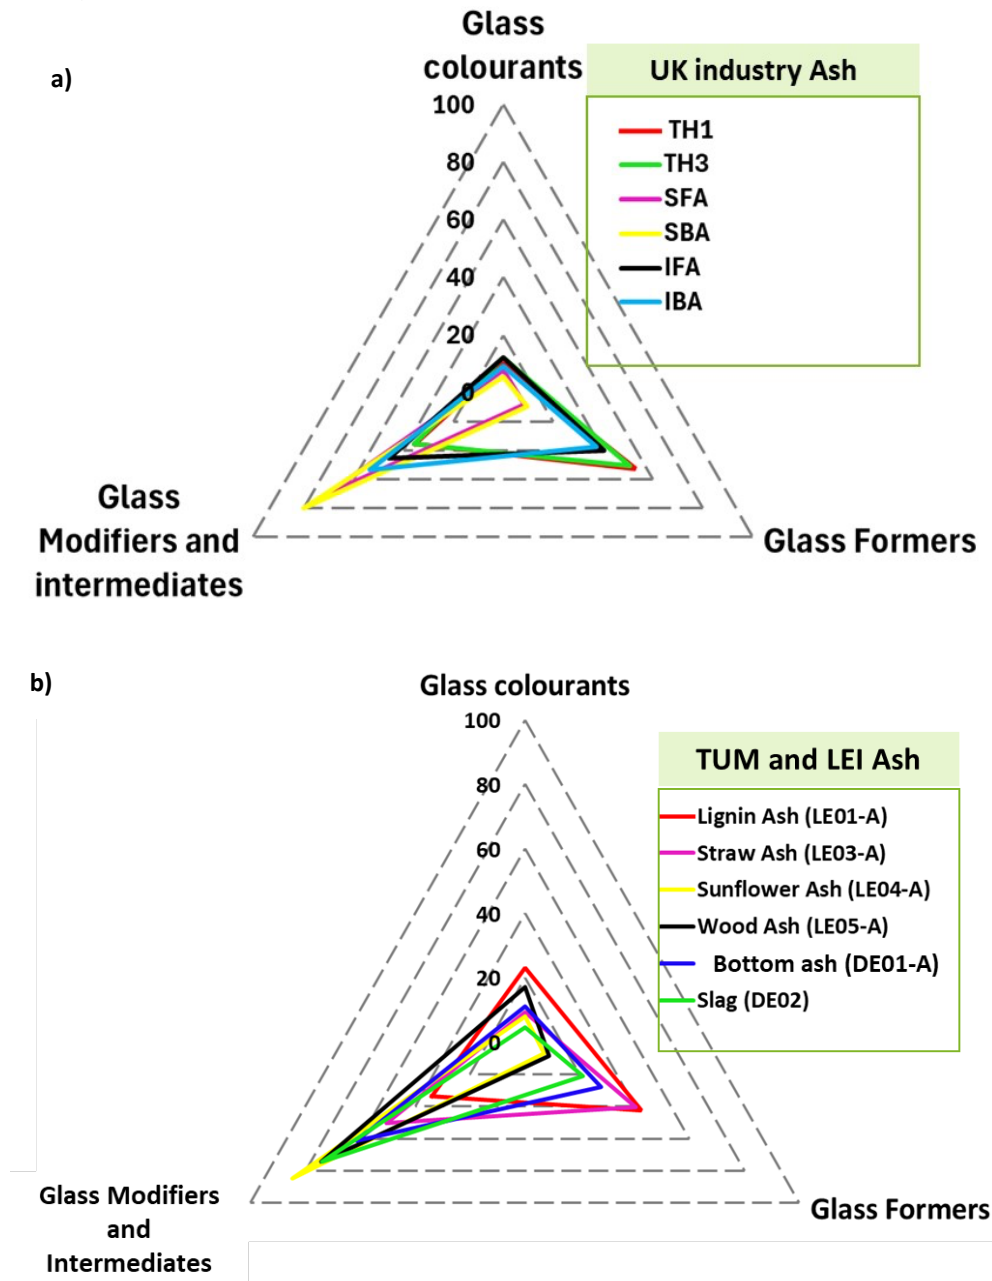 a)
Glass
colourants
100
80
60
40
20
0
UK industry Ash
TH1
TH3
SFA
SBA
IFA
IBA
Glass
Modifiers and
intermediates
Glass Formers
b)
Glass colourants
100
80
60
40
20
0
TUM and LEI Ash
Lignin Ash (LE01-A)
Straw Ash (LE03-A)
Sunflower Ash (LE04-A)
Wood Ash (LE05-A)
Bottom ash (DE01-A)
Slag (DE02)
Glass Modifiers
and
Intermediates
Glass Formers